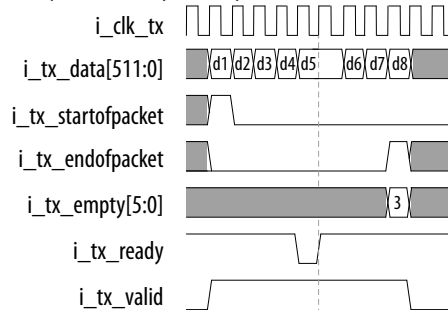 i_clk_tx
i_tx_data[511:0] d1 d2 d3 d4 d5 d6 d7 d8
i_tx_startofpacket
i_tx_endofpacket
i_tx_empty[5:0] 3
i_tx_ready
i_tx_valid